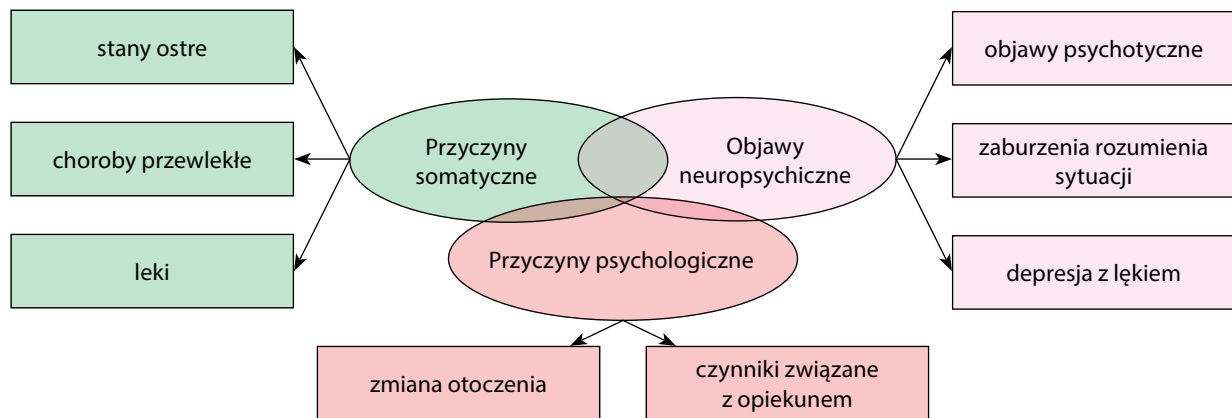 stany ostre
choroby przewlekłe
leki
Przyczyny
somatyczne
Objawy
neuropsychiczne
Przyczyny psychologiczne
objawy psychotyczne
zaburzenia rozumienia
sytuacji
depresja z lękiem
zmiana otoczenia
czynniki związane
z opiekunem